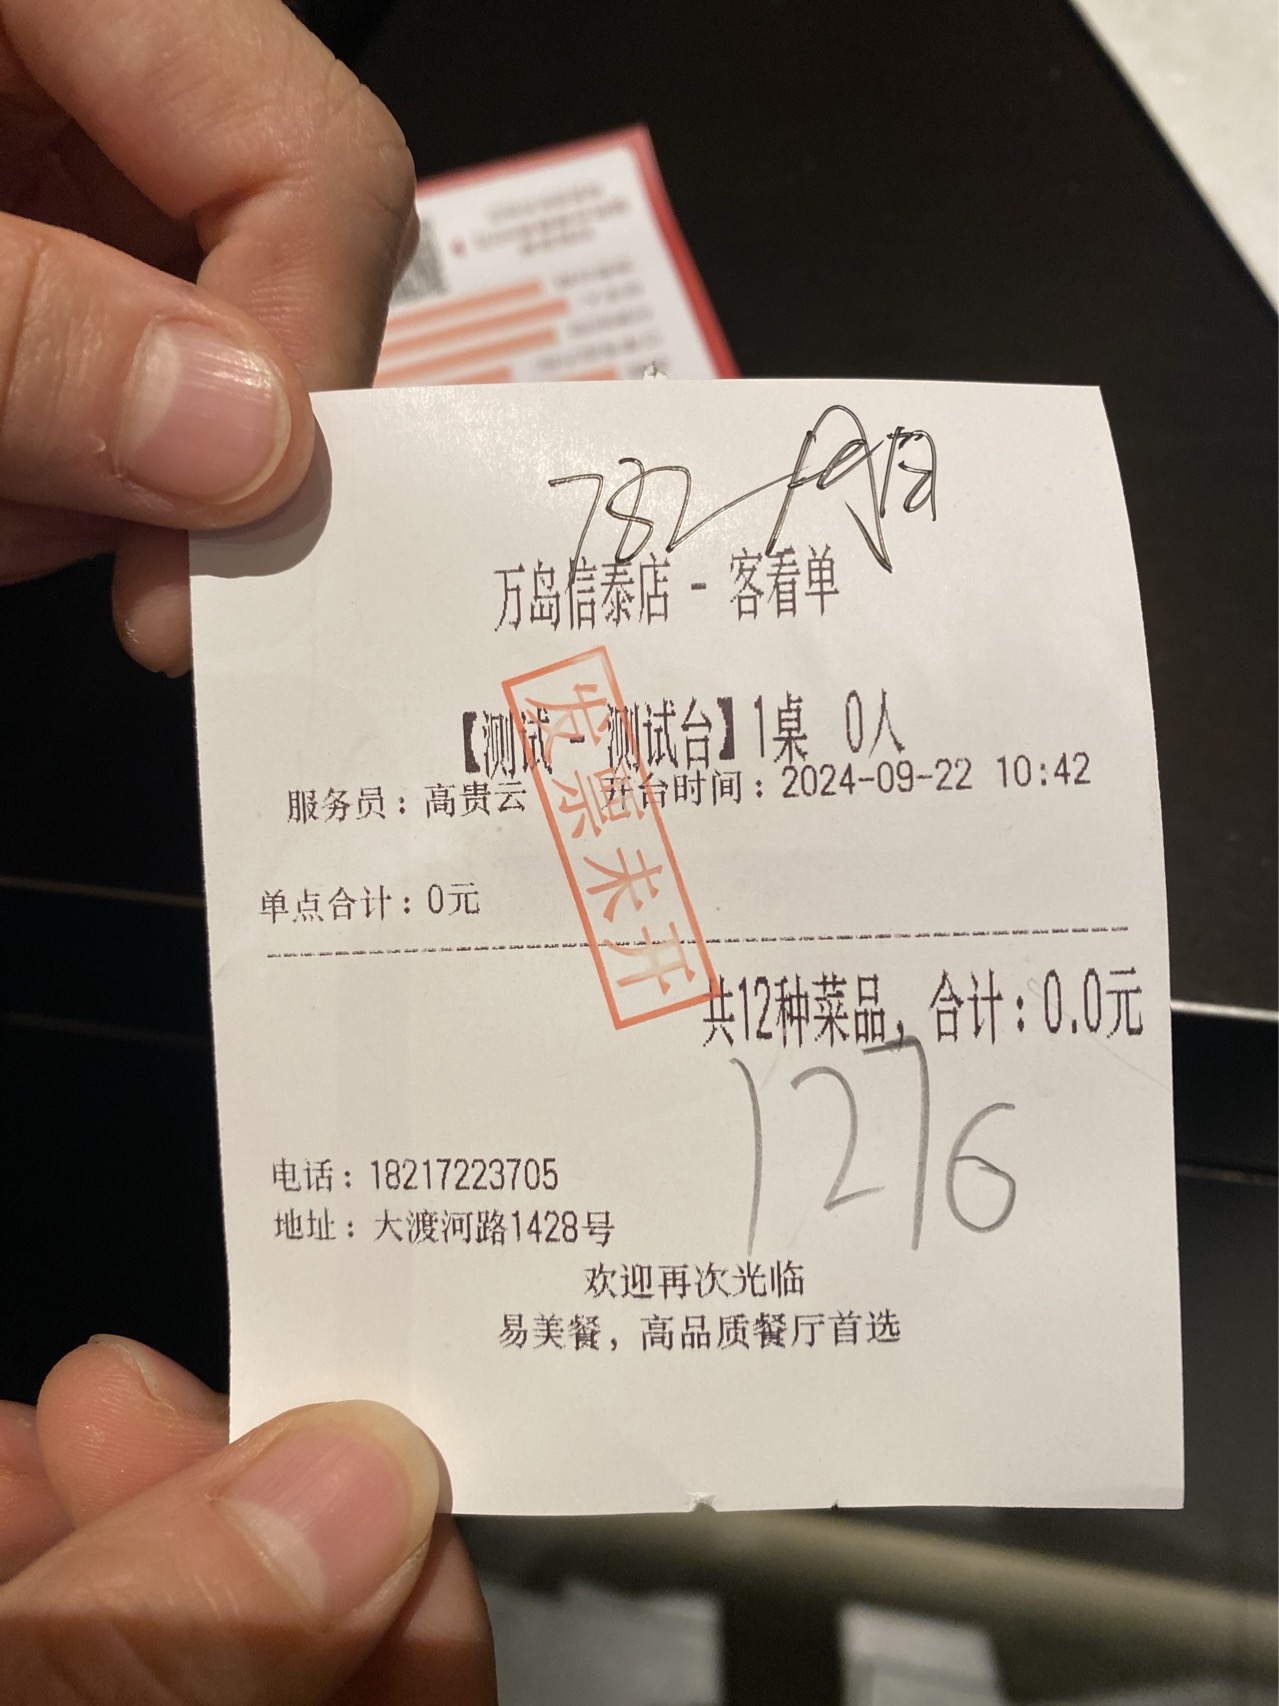 782
万岛信泰店 - 客看单
【测试 - 测试台】1桌 0人
服务员：高贵云 开台时间：2024-09-22 10:42
发票未开
单点合计：0元
共12种菜品，合计：0.0元
1276
电话：18217223705
地址：大渡河路1428号
欢迎再次光临
易美餐，高品质餐厅首选